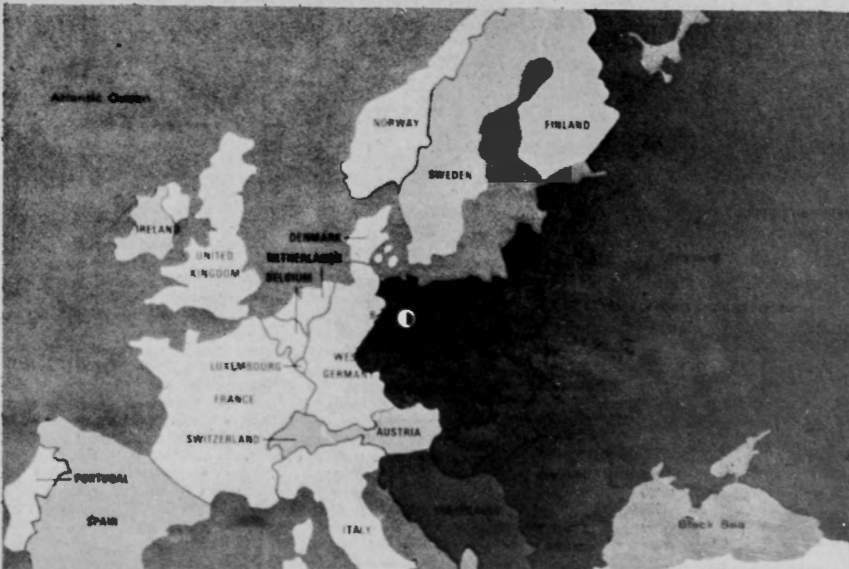 Atlantic Ocean
NORWAY
FINLAND
SWEDEN
IRELAND
UNITED
KINGDOM
DENMARK
NETHERLANDS
BELGIUM
LUXEMBOURG
WEST
GERMANY
FRANCE
SWITZERLAND
AUSTRIA
PORTUGAL
SPAIN
ITALY
Black Sea